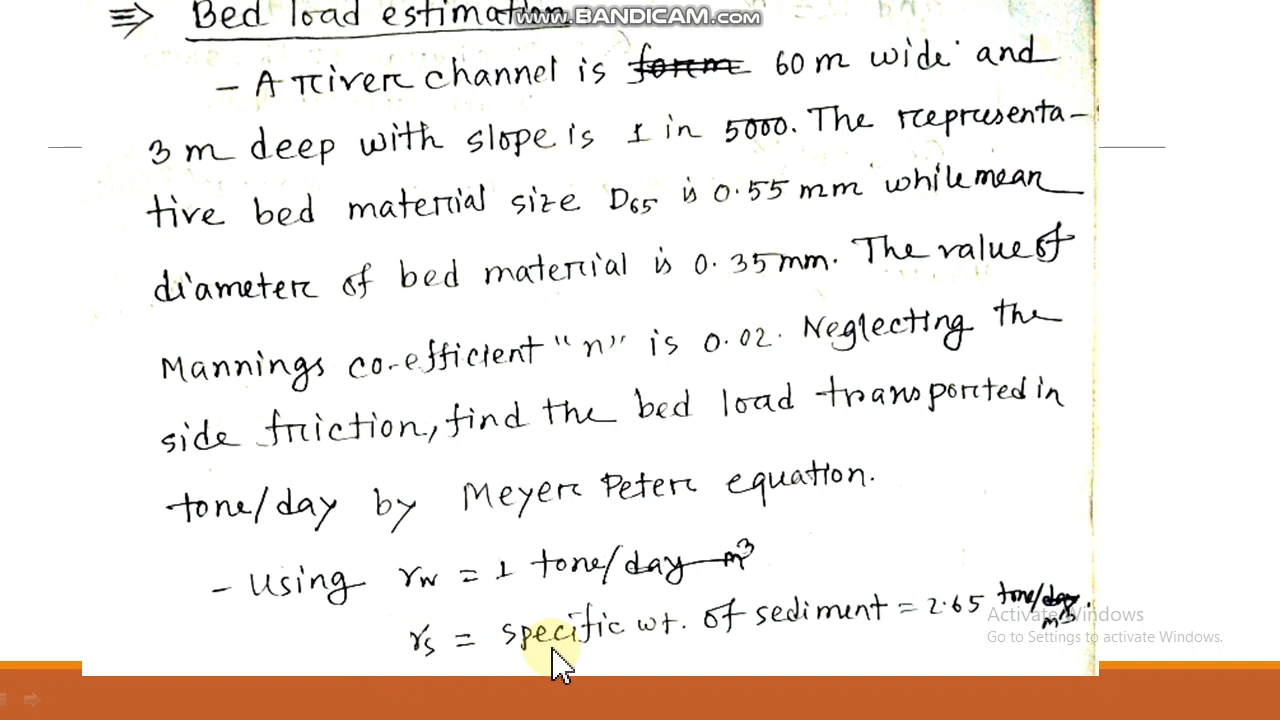 ⇒ Bed load estimation
www.BANDICAM.com
- A river channel is form 60 m wide and
3 m deep with slope is 1 in 5000. The representa-
tive bed material size D65 is 0.55 mm while mean
diameter of bed material is 0.35 mm. The value of
Mannings co-efficient "n" is 0.02. Neglecting the
side friction, find the bed load transported in
tone/day by Meyer Peter equation.
- Using rw = 1 tone/day m³
rs = specific wt. of sediment = 2.65 tone/day m³.
Activate Windows
Go to Settings to activate Windows.